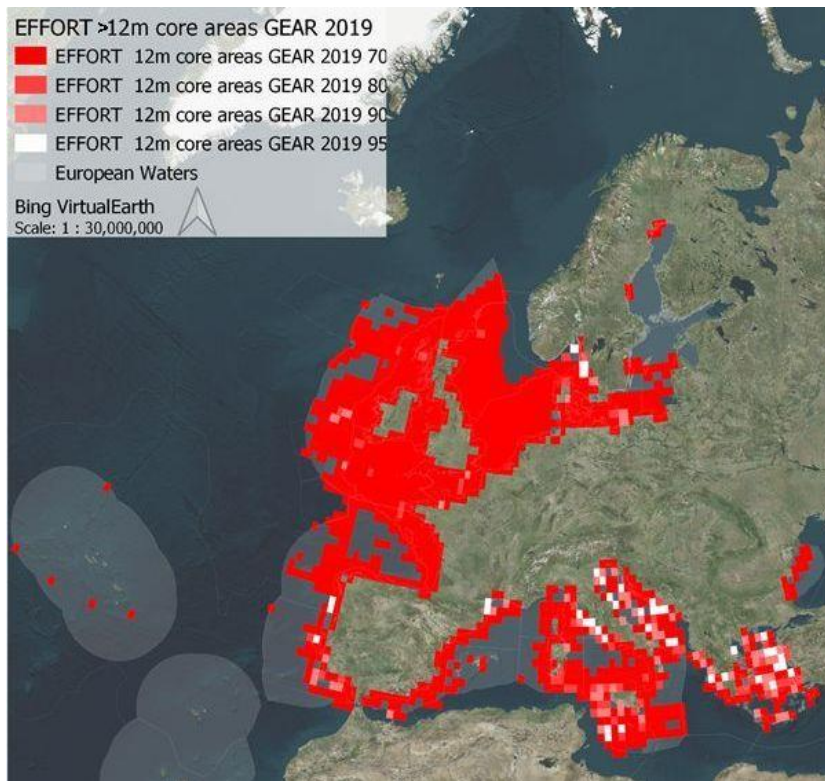 EFFORT >12m core areas GEAR 2019
EFFORT 12m core areas GEAR 2019 70
EFFORT 12m core areas GEAR 2019 80
EFFORT 12m core areas GEAR 2019 90
EFFORT 12m core areas GEAR 2019 95
European Waters
Bing VirtualEarth
Scale: 1 : 30,000,000